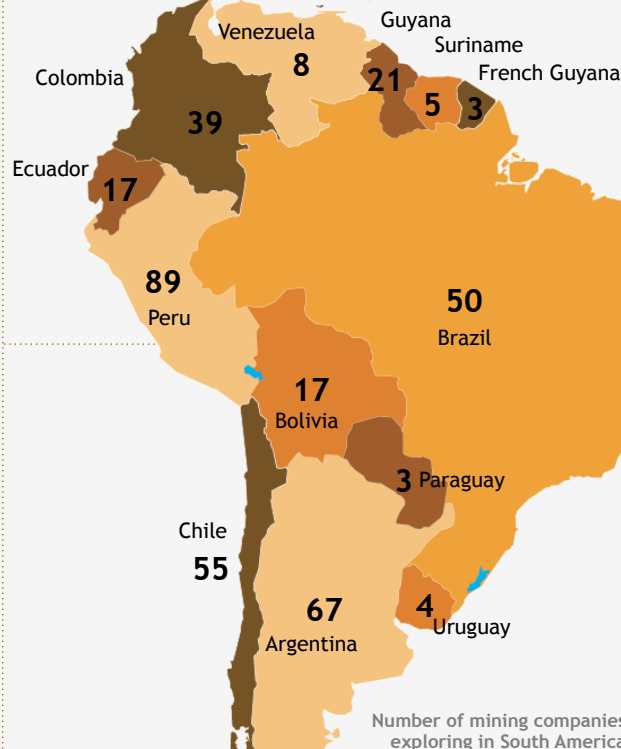 Guyana
Venezuela
Suriname
8
French Guyana
Colombia
21
5
3
39
Ecuador
17
89
50
Peru
Brazil
17
Bolivia
3 Paraguay
Chile
55
67
4
Uruguay
Argentina
Number of mining companies
exploring in South America